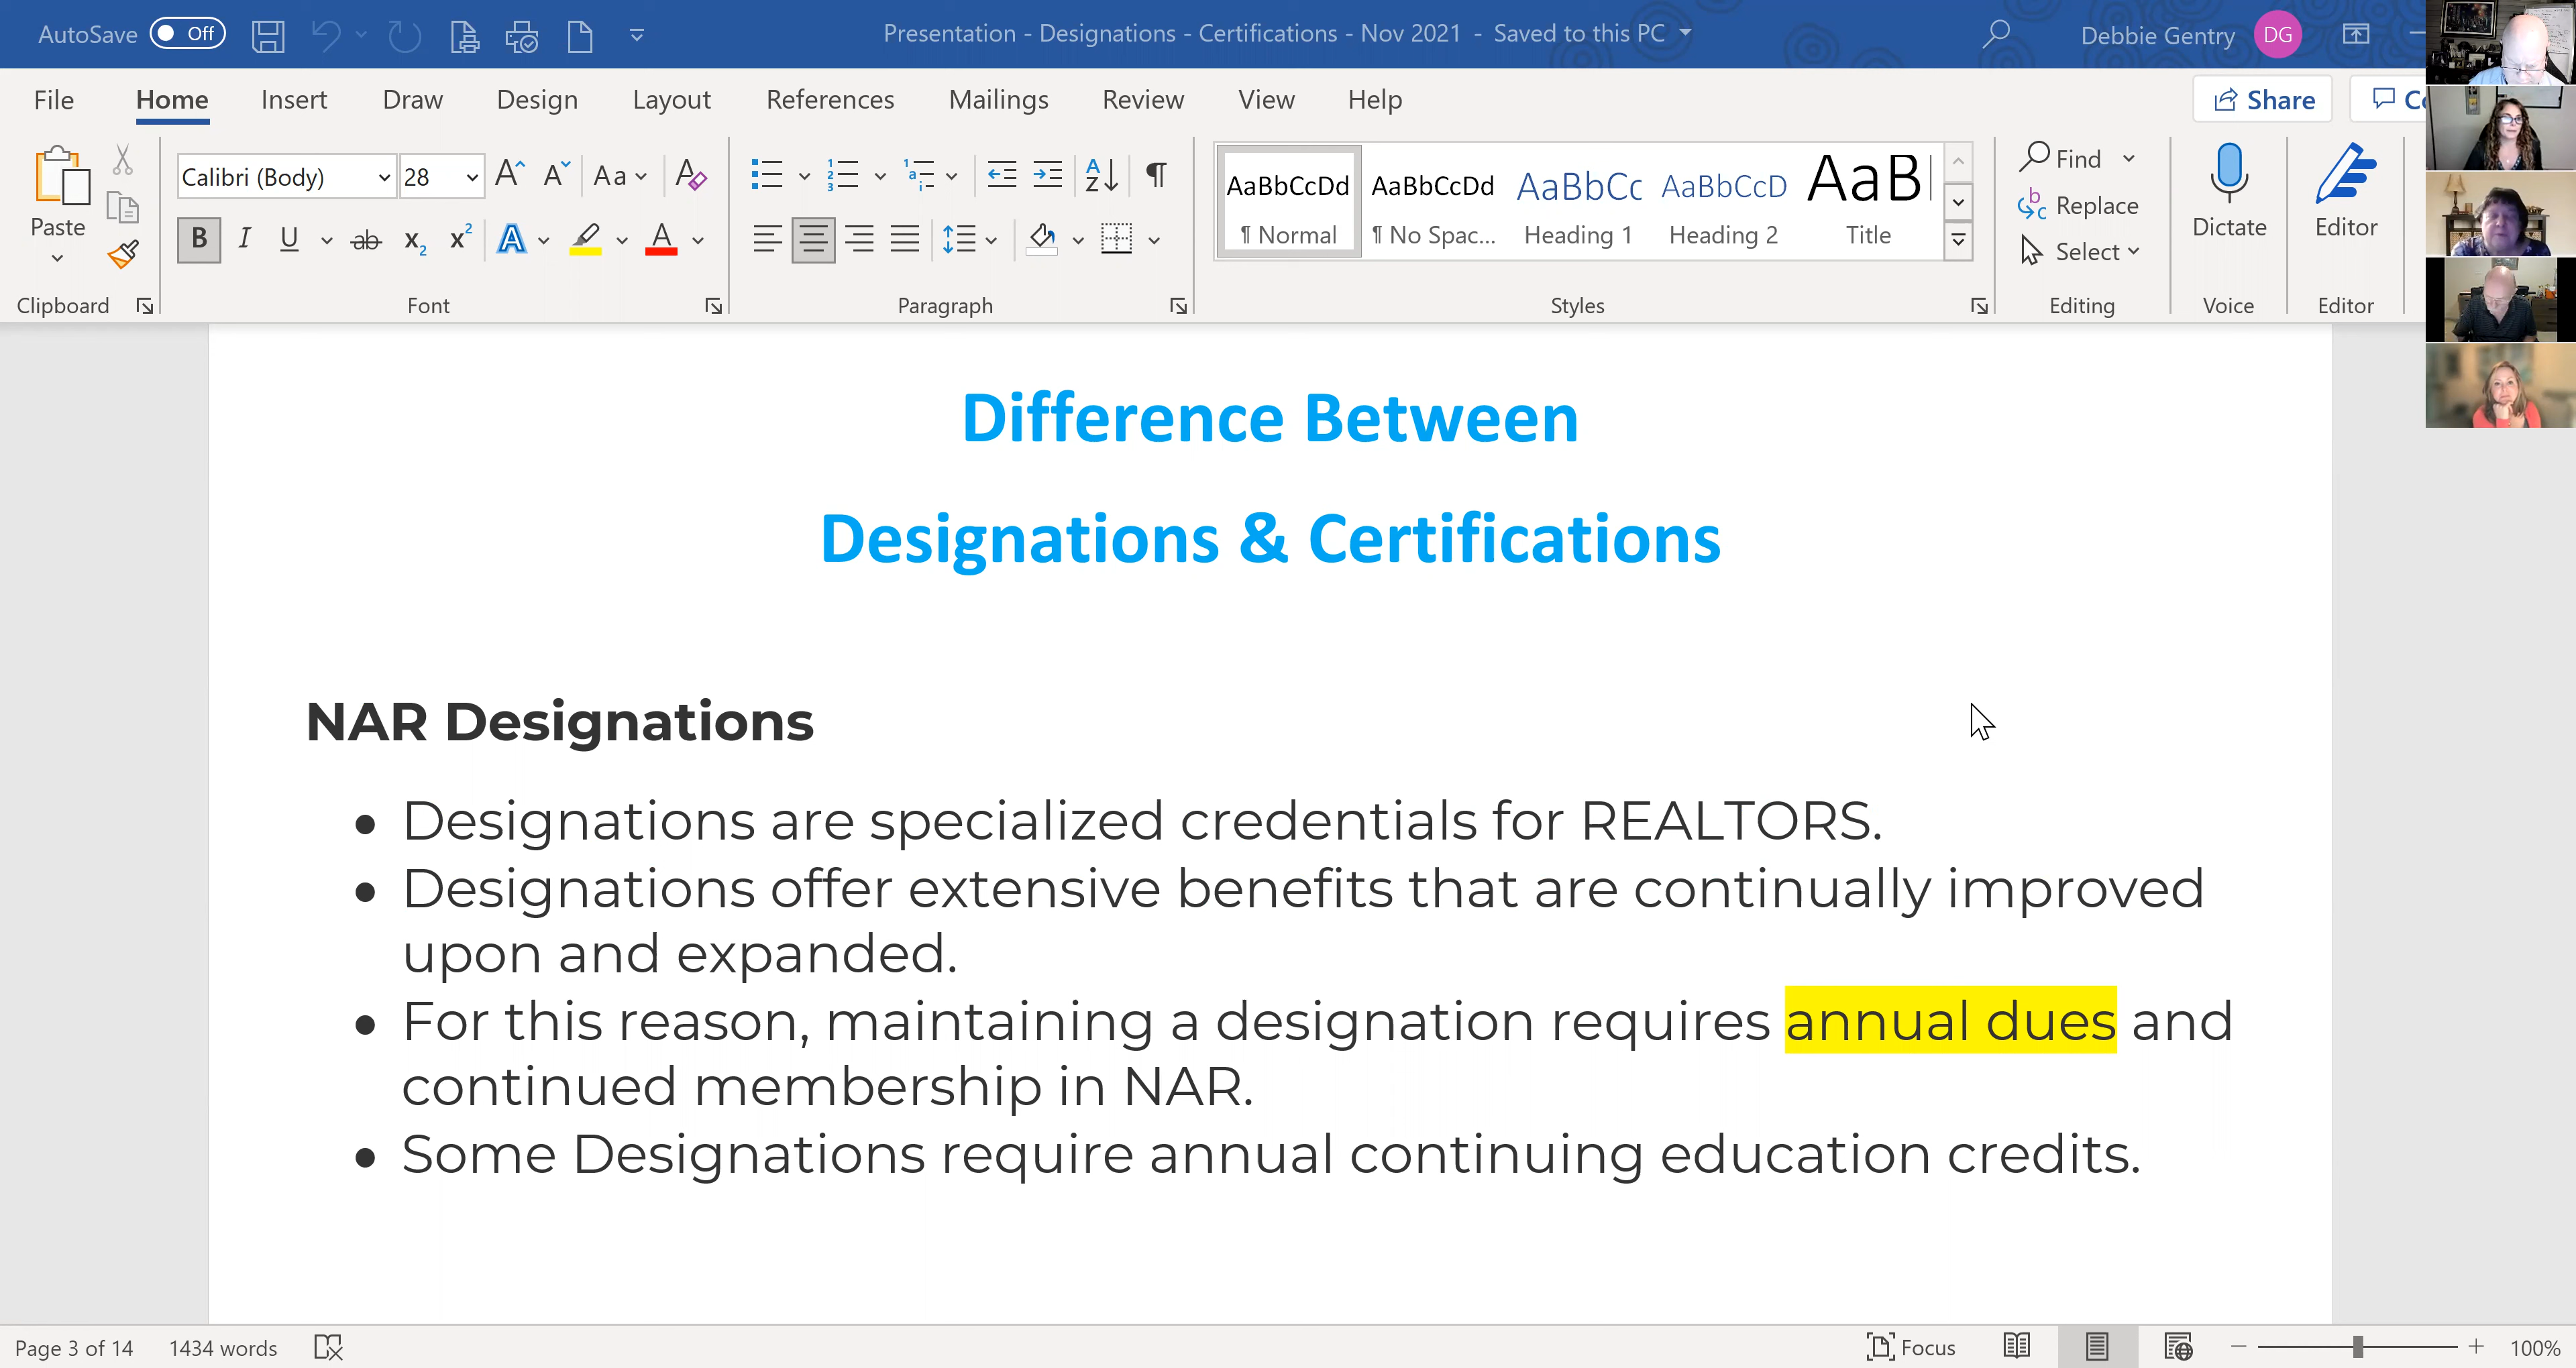 AutoSave Off Presentation - Designations - Certifications - Nov 2021 - Saved to this PC Debbie Gentry DG
File Home Insert Draw Design Layout References Mailings Review View Help Share
Paste
Calibri (Body) 28 Aa
AaBbCcDd AaBbCcDd AaBbCc AaBbCcD AaB
¶ Normal ¶ No Spac... Heading 1 Heading 2 Title
Find
Replace
Select
Dictate Editor
Clipboard Font Paragraph Styles Editing Voice Editor
Difference Between
Designations & Certifications
NAR Designations
• Designations are specialized credentials for REALTORS.
• Designations offer extensive benefits that are continually improved
upon and expanded.
• For this reason, maintaining a designation requires annual dues and
continued membership in NAR.
• Some Designations require annual continuing education credits.
Page 3 of 14 1434 words Focus 100%